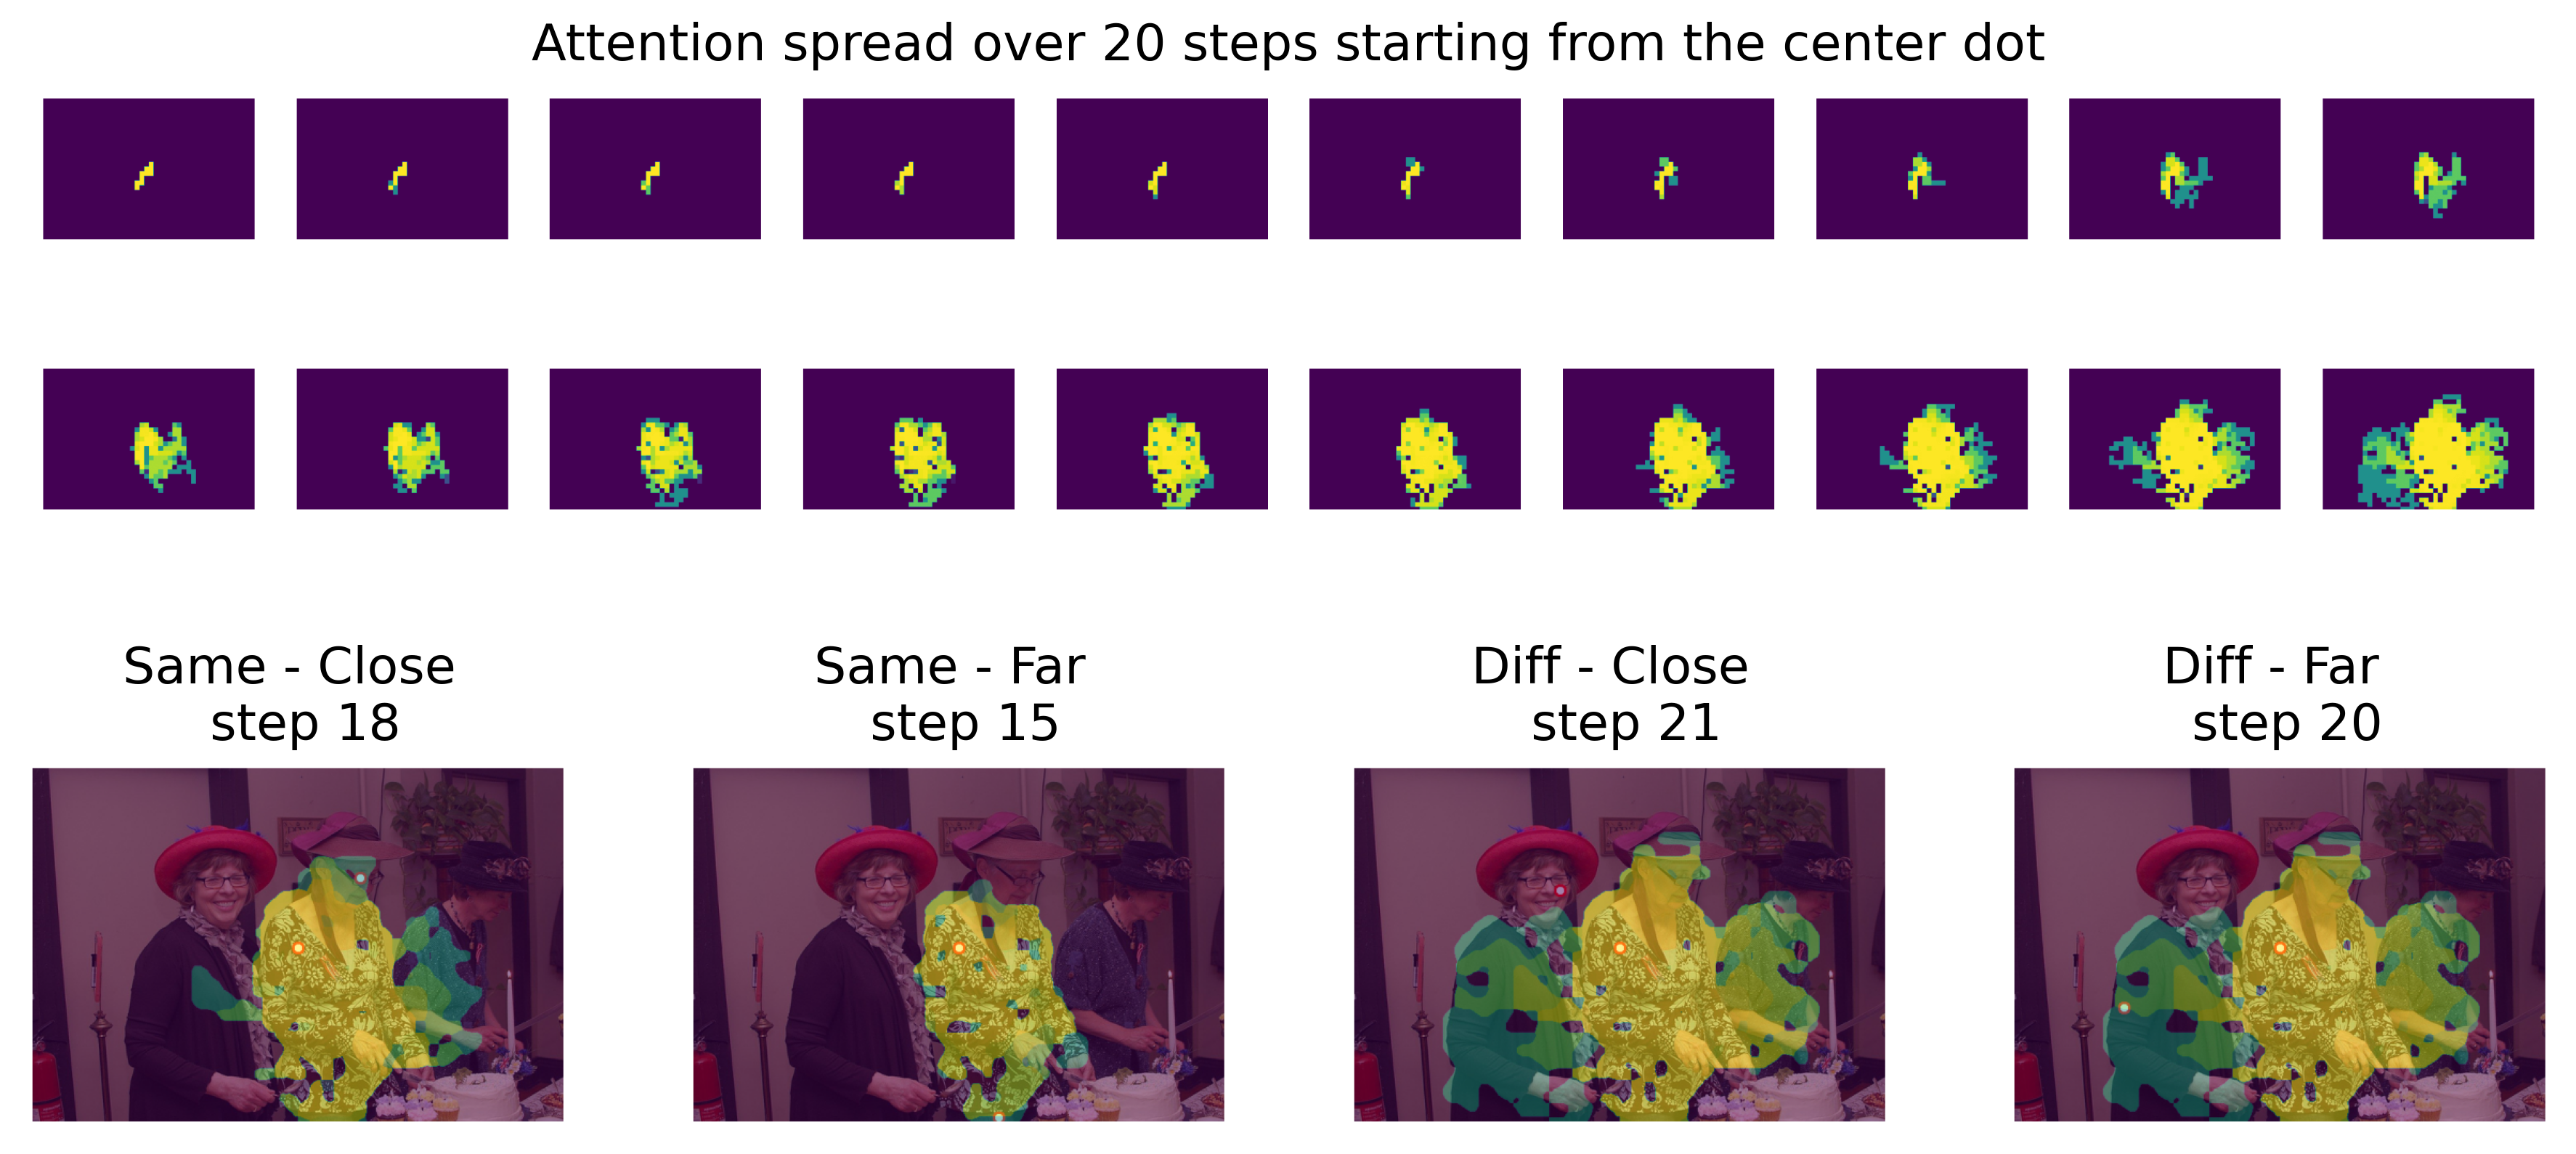 Attention spread over 20 steps starting from the center dot
Same - Close
step 18
Same - Far
step 15
Diff - Close
step 21
Diff - Far
step 20